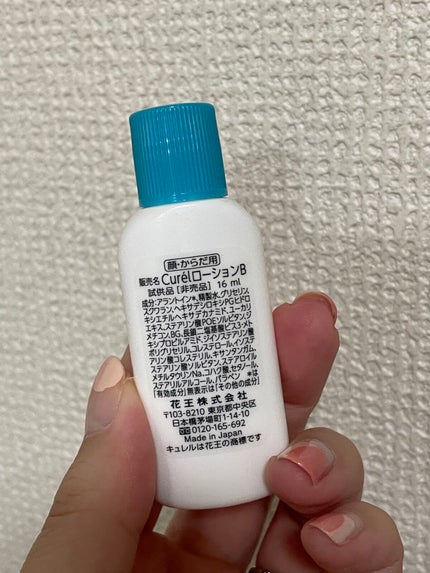 顔・からだ用
販売名 CurélローションB
試供品 [非売品] 16 ml
成分:アラントイン*、精製水、グリセリン、
スクワラン、ヘキサデシロキシPGヒドロ
キシエチルヘキサデカナミド、ユーカリ
エキス、ステアリン酸POEソルビタン、ジ
メチコン、BG、長鎖二塩基酸ビス3-メト
キシプロピルアミド、ジイソステアリン酸
ポリグリセリル、コレステロール、イソステ
アリン酸コレステリル、キサンタンガム、
ステアリン酸ソルビタン、ステアロイル
メチルタウリンNa、コハク酸、セタノール、
ステアリルアルコール、パラベン *は
「有効成分」無表示は「その他の成分」
花王株式会社
〒103-8210 東京都中央区
日本橋茅場町1-14-10
0120-165-692
Made in Japan
キュレルは花王の商標です